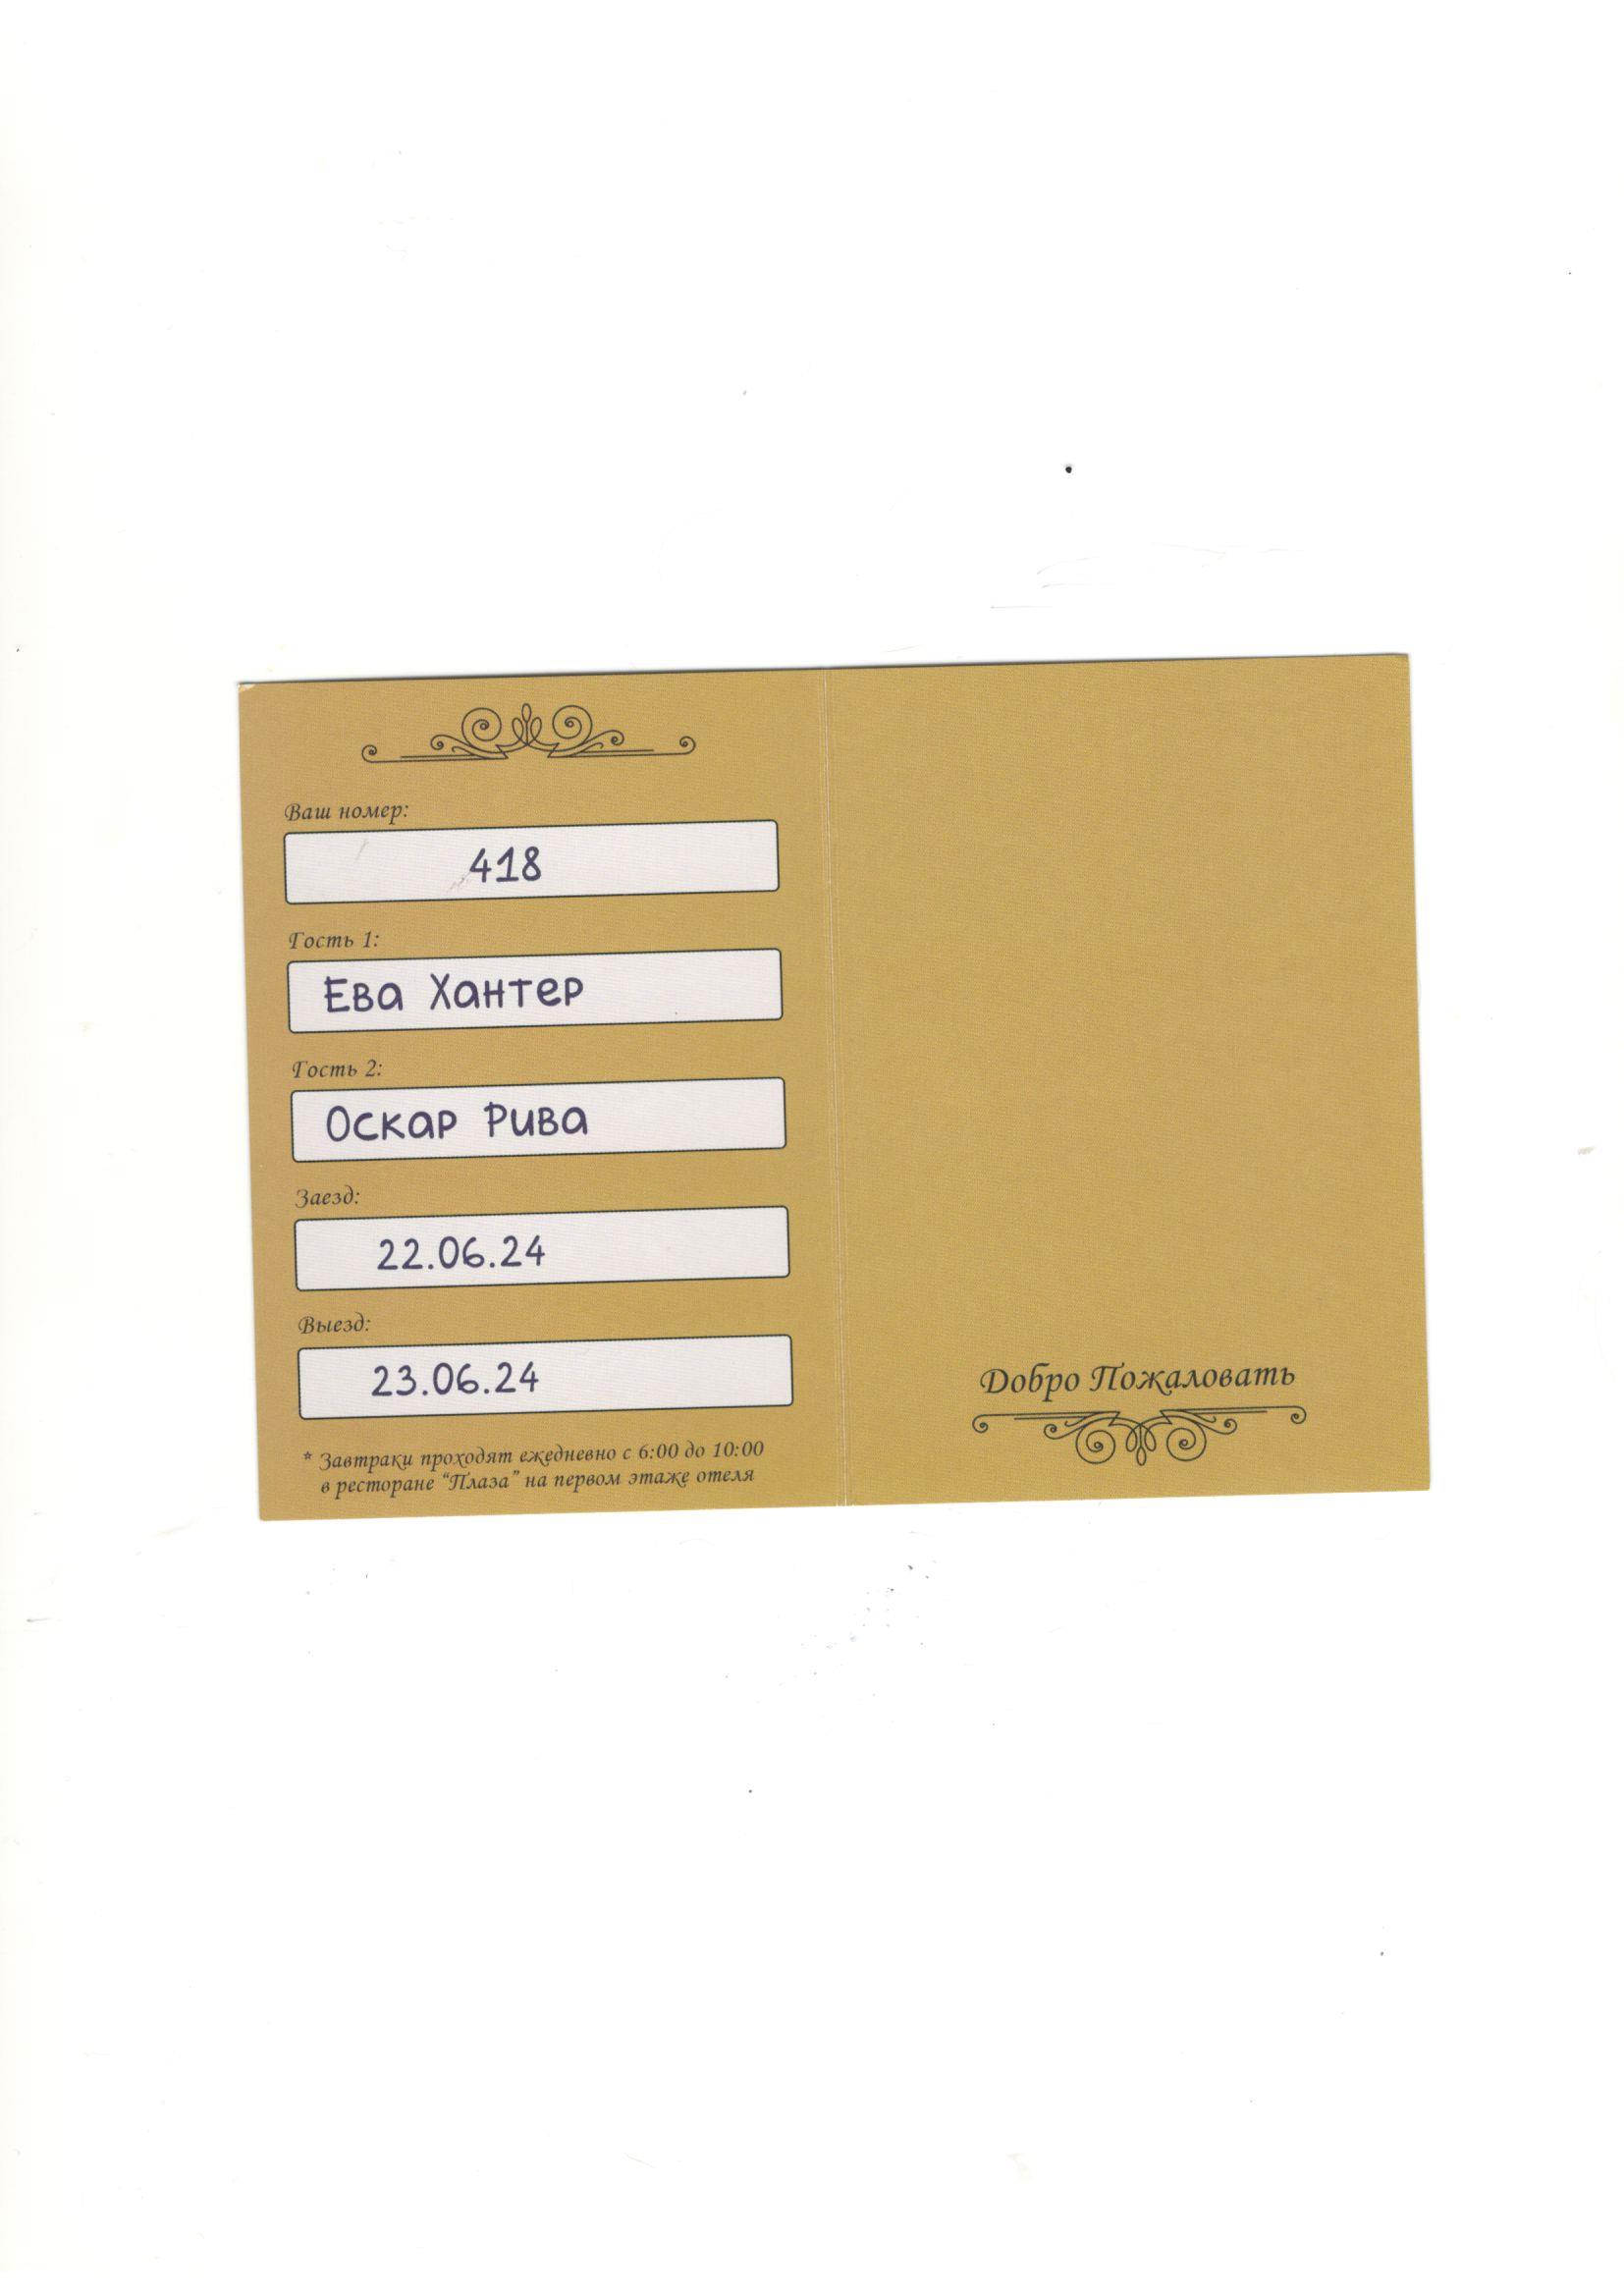 Ваш номер:
418
Гость 1:
Ева Хантер
Гость 2:
Оскар Рива
Заезд:
22.06.24
Выезд:
23.06.24
* Завтраки проходят ежедневно с 6:00 до 10:00
в ресторане “Плаза” на первом этаже отеля
Добро Пожаловать